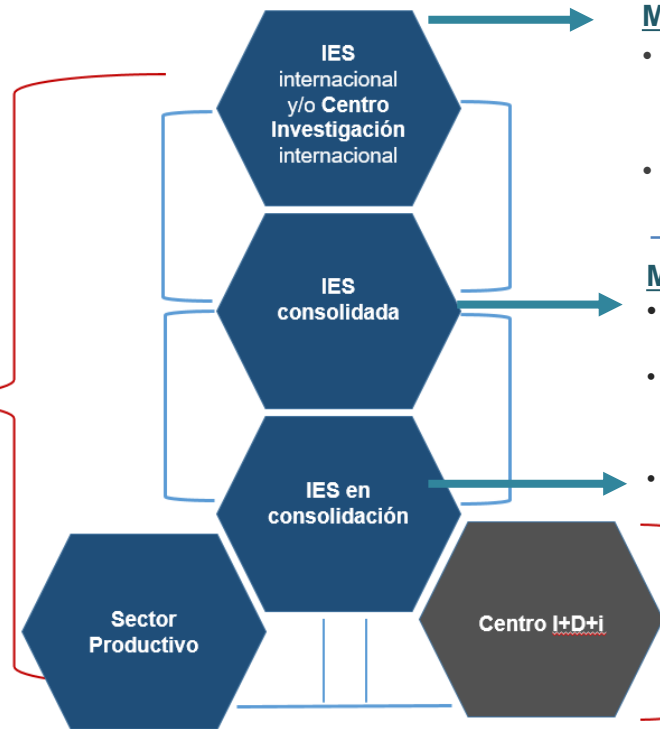 M
IES
internacional
y/o Centro
Investigación
internacional
IES
consolidada
M
IES en
consolidación
Sector
Productivo
Centro I+D+i